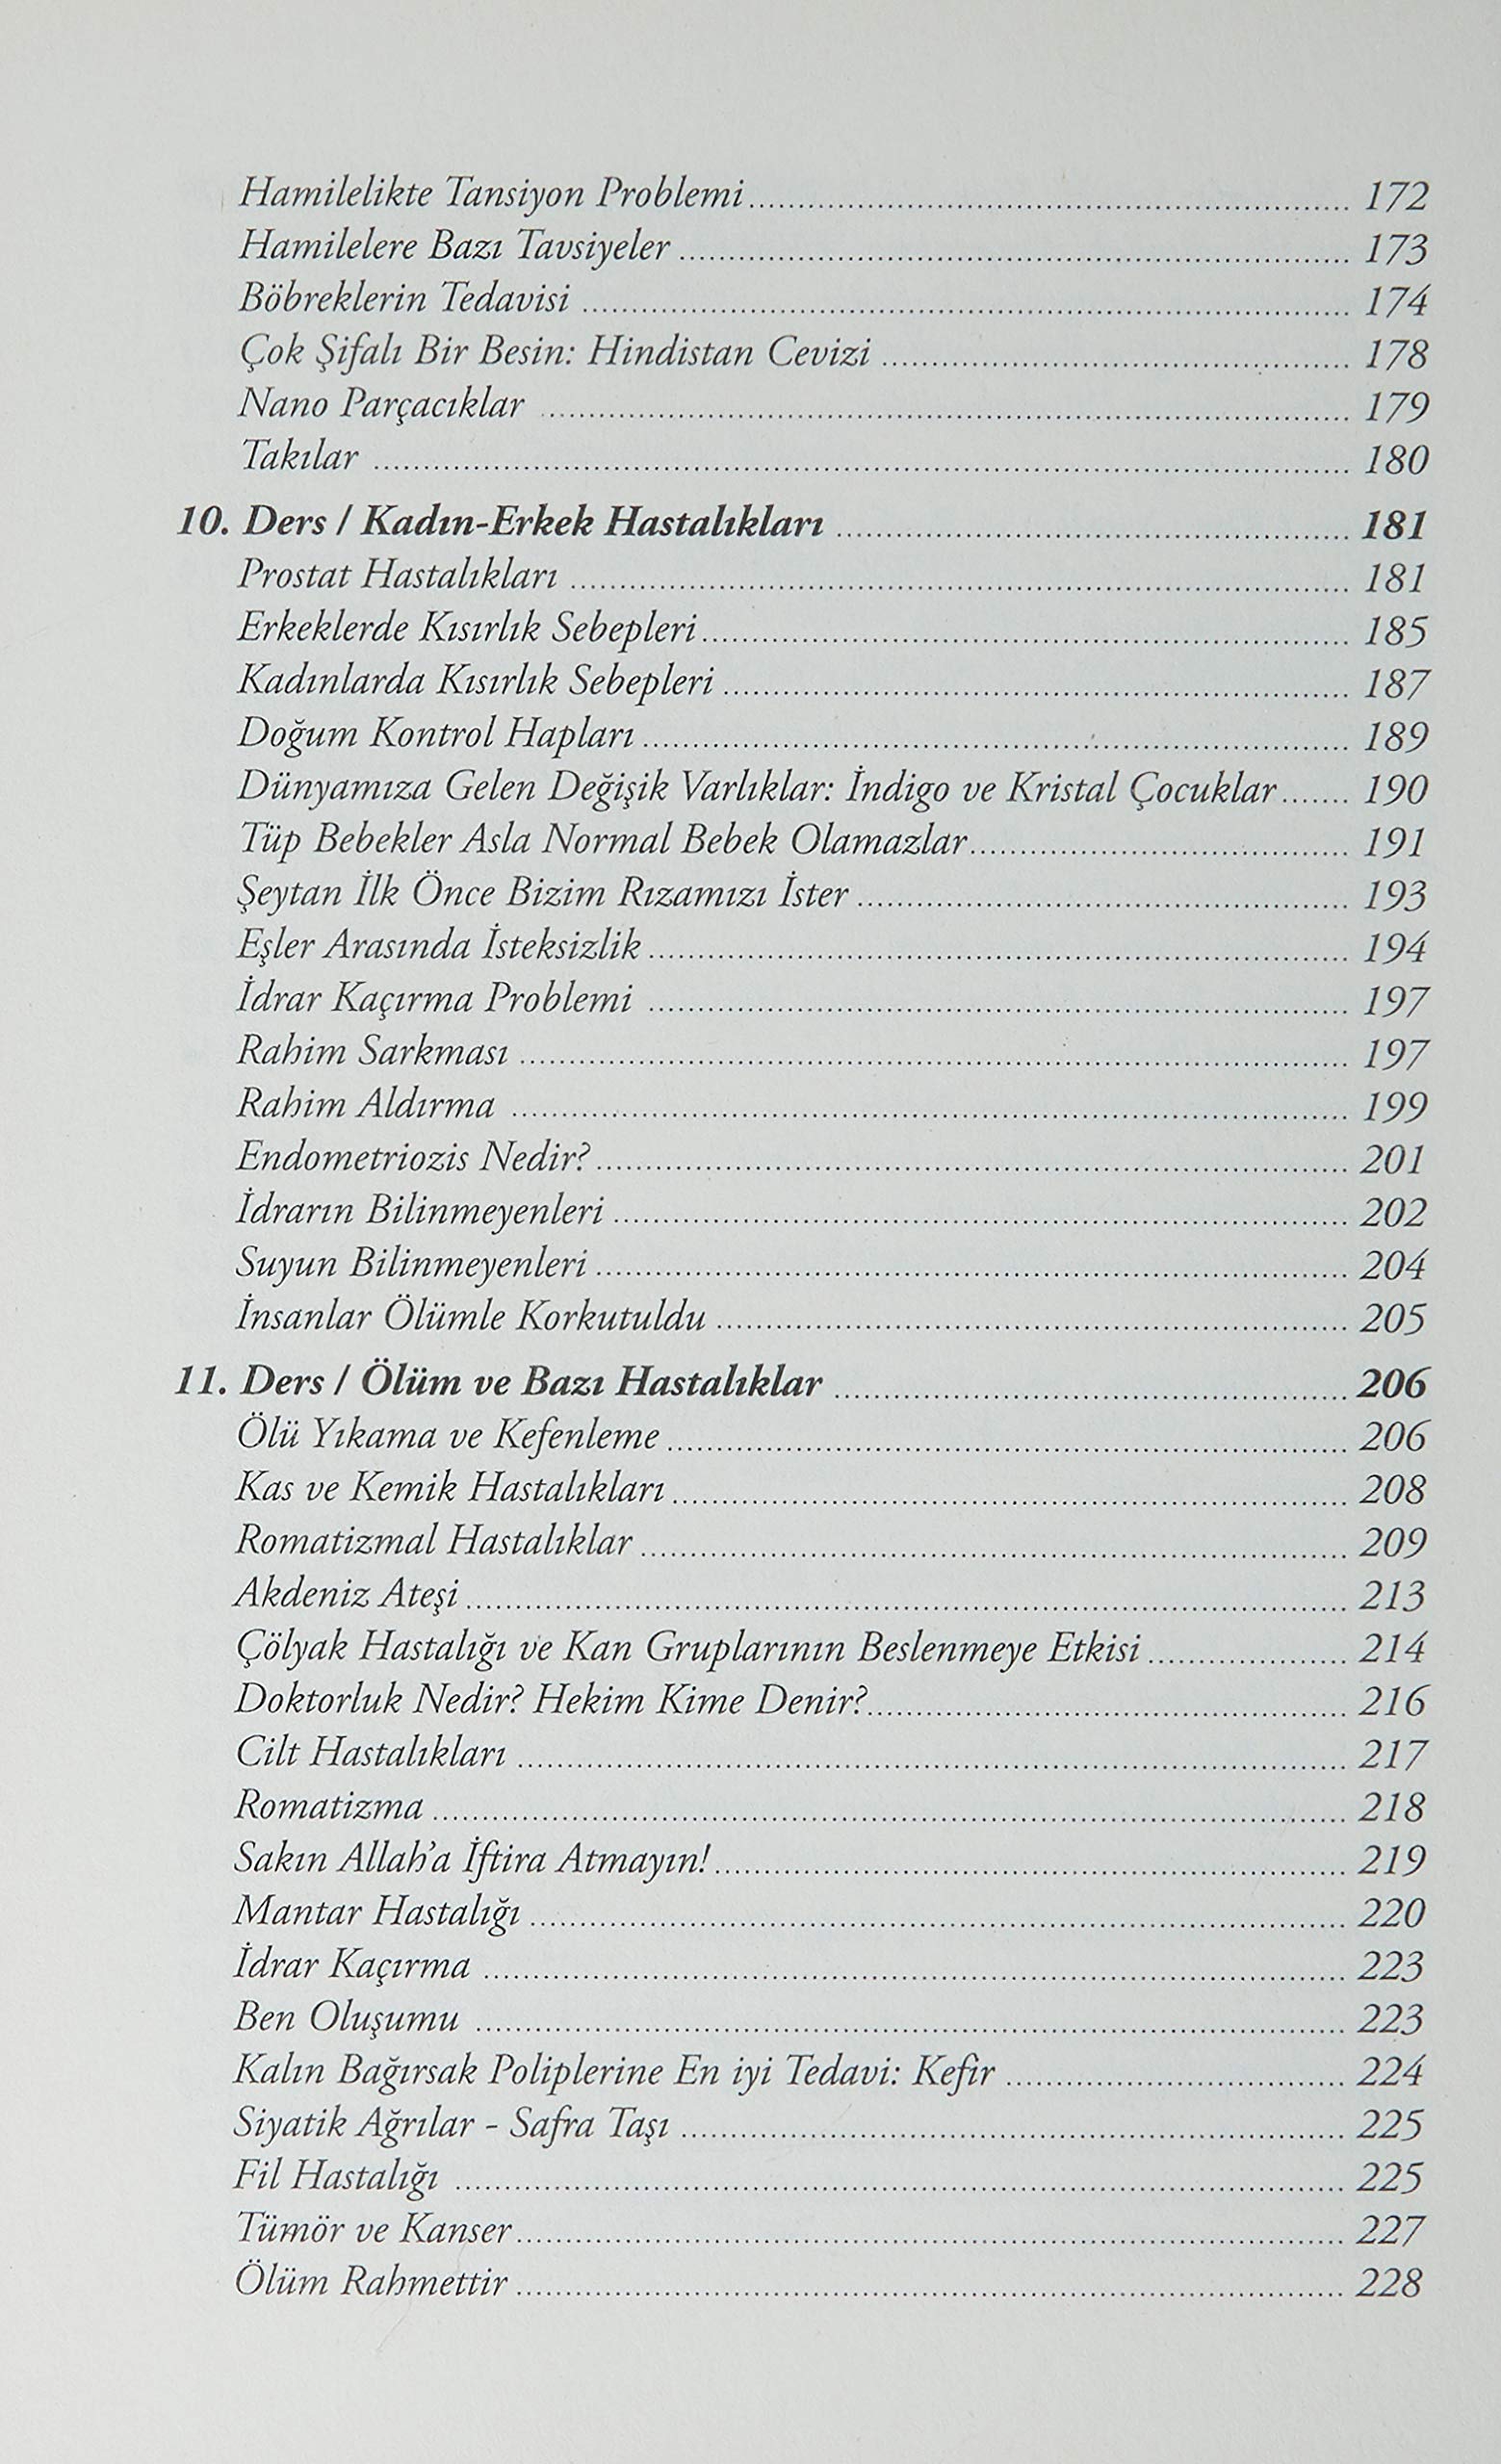 Hamilelikte Tansiyon Problemi ........ 172
Hamilelere Bazı Tavsiyeler ........ 173
Böbreklerin Tedavisi ........ 174
Çok Şifalı Bir Besin: Hindistan Cevizi ........ 178
Nano Parçacıklar ........ 179
Takılar ........ 180
10. Ders / Kadın-Erkek Hastalıkları ........ 181
Prostat Hastalıkları ........ 181
Erkeklerde Kısırlık Sebepleri ........ 185
Kadınlarda Kısırlık Sebepleri ........ 187
Doğum Kontrol Hapları ........ 189
Dünyamıza Gelen Değişik Varlıklar: İndigo ve Kristal Çocuklar ........ 190
Tüp Bebekler Asla Normal Bebek Olamazlar ........ 191
Şeytan İlk Önce Bizim Rızamızı İster ........ 193
Eşler Arasında İsteksizlik ........ 194
İdrar Kaçırma Problemi ........ 197
Rahim Sarkması ........ 197
Rahim Aldırma ........ 199
Endometriozis Nedir? ........ 201
İdrarın Bilinmeyenleri ........ 202
Suyun Bilinmeyenleri ........ 204
İnsanlar Ölümle Korkutuldu ........ 205
11. Ders / Ölüm ve Bazı Hastalıklar ........ 206
Ölü Yıkama ve Kefenleme ........ 206
Kas ve Kemik Hastalıkları ........ 208
Romatizmal Hastalıklar ........ 209
Akdeniz Ateşi ........ 213
Çölyak Hastalığı ve Kan Gruplarının Beslenmeye Etkisi ........ 214
Doktorluk Nedir? Hekim Kime Denir? ........ 216
Cilt Hastalıkları ........ 217
Romatizma ........ 218
Sakın Allah’a İftira Atmayın! ........ 219
Mantar Hastalığı ........ 220
İdrar Kaçırma ........ 223
Ben Oluşumu ........ 223
Kalın Bağırsak Poliplerine En iyi Tedavi: Kefir ........ 224
Siyatik Ağrılar - Safra Taşı ........ 225
Fil Hastalığı ........ 225
Tümör ve Kanser ........ 227
Ölüm Rahmettir ........ 228